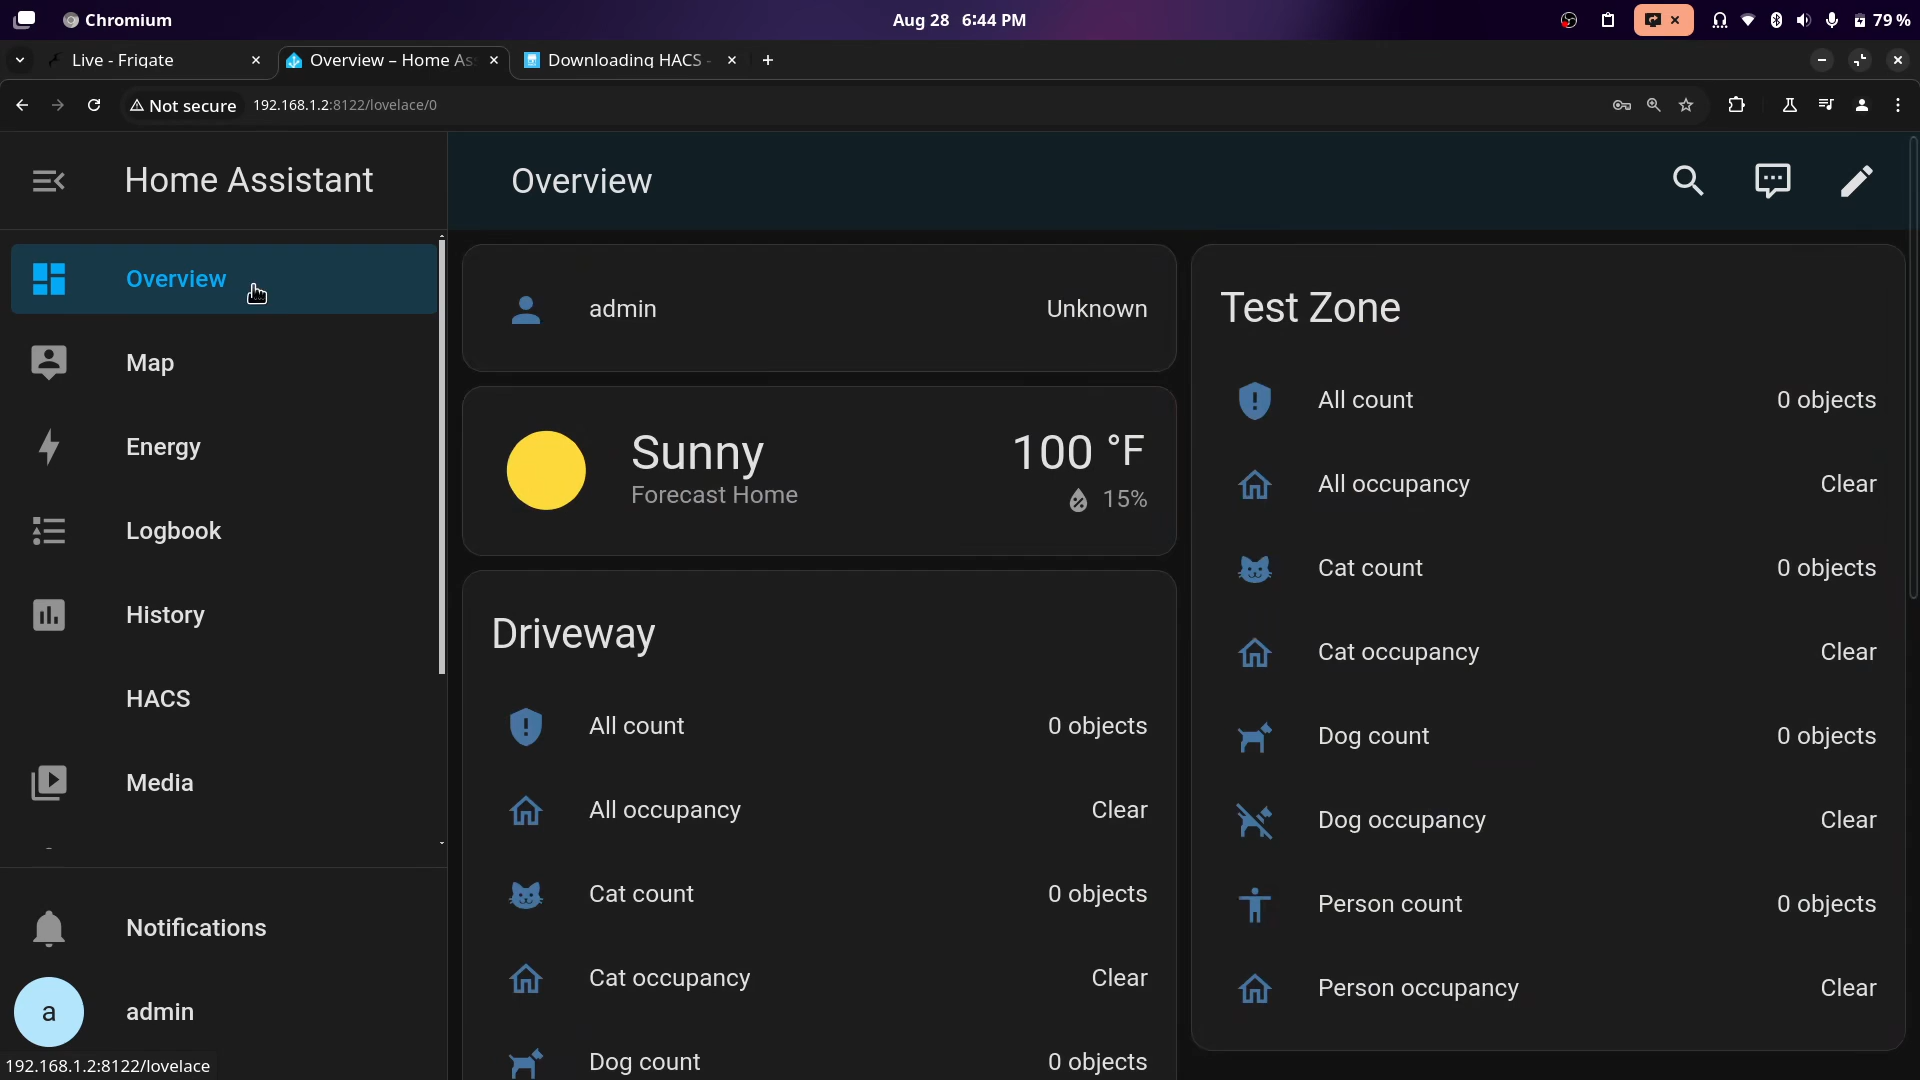 Chromium
Aug 28 6:44 PM
79 %
Live - Frigate
Overview – Home As
Downloading HACS -
Not secure
192.168.1.2:8122/lovelace/0
Home Assistant
Overview
Overview
Map
Energy
Logbook
History
HACS
Media
Notifications
a
admin
192.168.1.2:8122/lovelace
admin
Unknown
Sunny
Forecast Home
100 °F
15%
Driveway
All count
0 objects
All occupancy
Clear
Cat count
0 objects
Cat occupancy
Clear
Dog count
0 objects
Test Zone
All count
0 objects
All occupancy
Clear
Cat count
0 objects
Cat occupancy
Clear
Dog count
0 objects
Dog occupancy
Clear
Person count
0 objects
Person occupancy
Clear